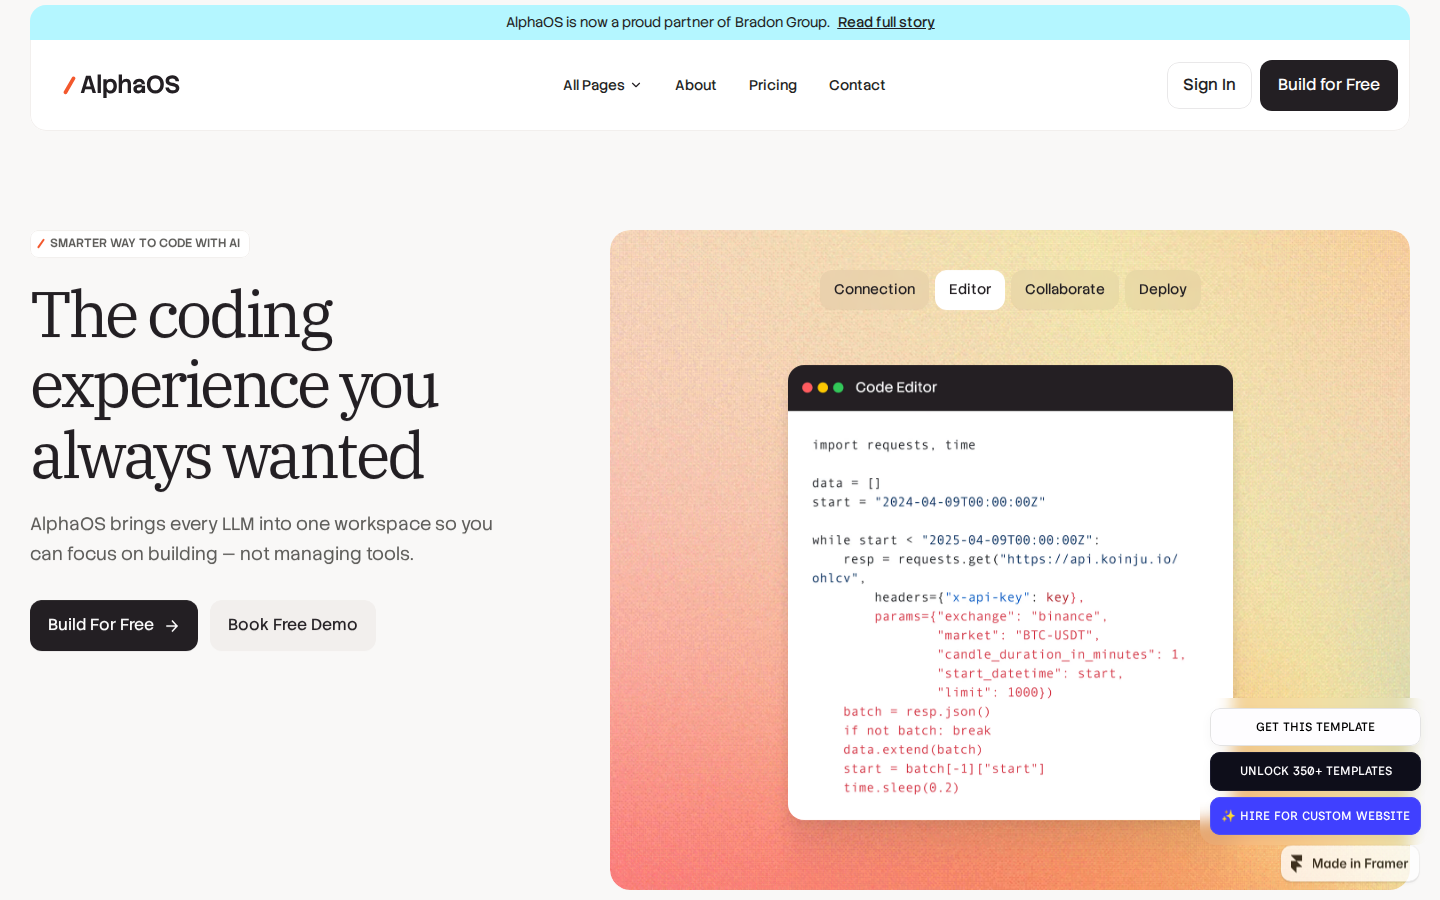 AlphaOS is now a proud partner of Bradon Group. Read full story
AlphaOS
All Pages
About
Pricing
Contact
Sign In
Build for Free
SMARTER WAY TO CODE WITH AI
The coding
experience you
always wanted
AlphaOS brings every LLM into one workspace so you
can focus on building — not managing tools.
Build For Free
Book Free Demo
Connection
Editor
Collaborate
Deploy
Code Editor
import requests, time
data = []
start = "2024-04-09T00:00:00Z"
while start < "2025-04-09T00:00:00Z":
resp = requests.get("https://api.koinju.io/
ohlcv",
headers={"x-api-key": key},
params={"exchange": "binance",
"market": "BTC-USDT",
"candle_duration_in_minutes": 1,
"start_datetime": start,
"limit": 1000})
batch = resp.json()
if not batch: break
data.extend(batch)
start = batch[-1]["start"]
time.sleep(0.2)
GET THIS TEMPLATE
UNLOCK 350+ TEMPLATES
✨ HIRE FOR CUSTOM WEBSITE
Made in Framer